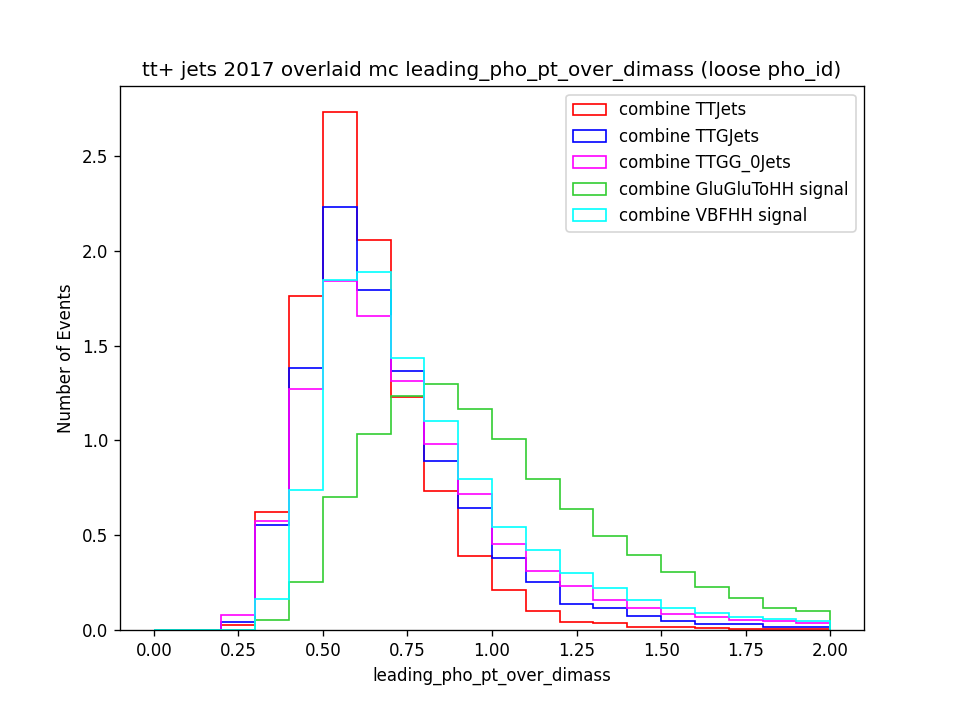 tt+ jets 2017 overlaid mc leading_pho_pt_over_dimass (loose pho_id)
combine TTJets
combine TTGJets
combine TTGG_0Jets
combine GluGluToHH signal
combine VBFHH signal
Number of Events
2.5
2.0
1.5
1.0
0.5
0.0
0.00 0.25 0.50 0.75 1.00 1.25 1.50 1.75 2.00
leading_pho_pt_over_dimass